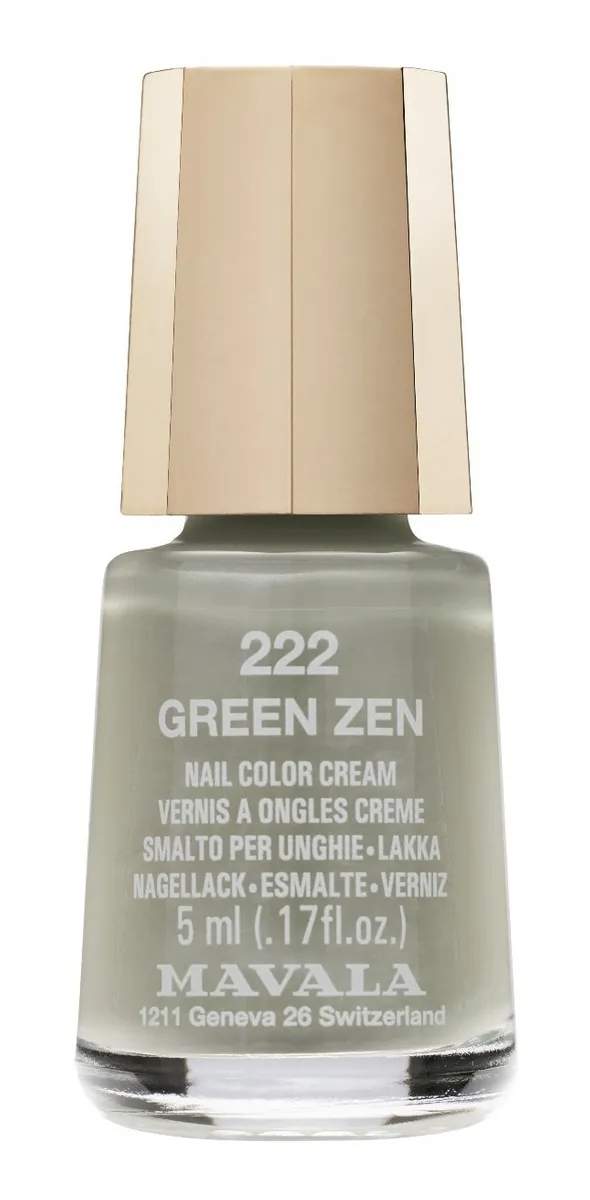 222
GREEN ZEN
NAIL COLOR CREAM
VERNIS A ONGLES CREME
SMALTO PER UNGHIE•LAKKA
NAGELLACK•ESMALTE•VERNIZ
5 ml (.17fl.oz.)
MAVALA
1211 Geneva 26 Switzerland